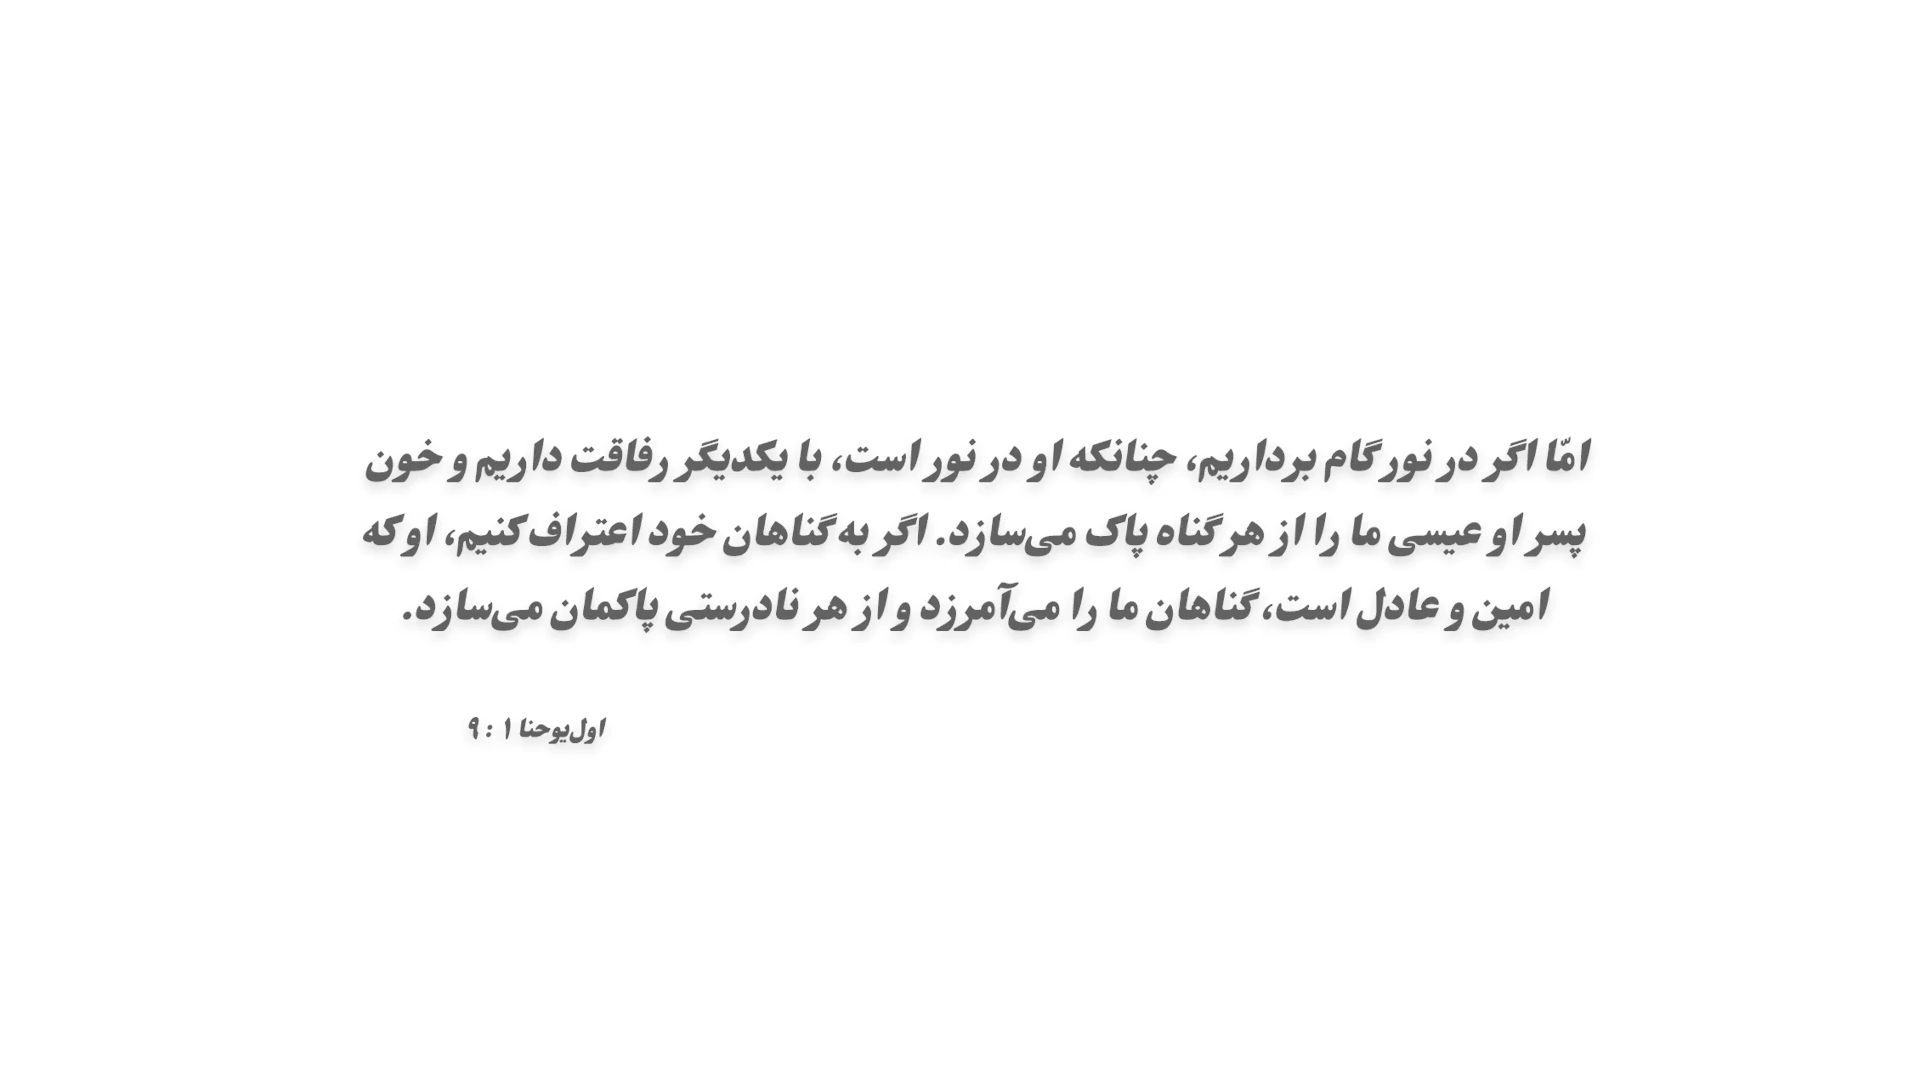 امّا اگر در نور گام برداریم، چنانکه او در نور است، با یکدیگر رفاقت داریم و خون
پسر او عیسی ما را از هر گناه پاک می‌سازد. اگر به گناهان خود اعتراف کنیم، او که
امین و عادل است، گناهان ما را می‌آمرزد و از هر نادرستی پاکمان می‌سازد.
اول‌یوحنا ۱ : ۹